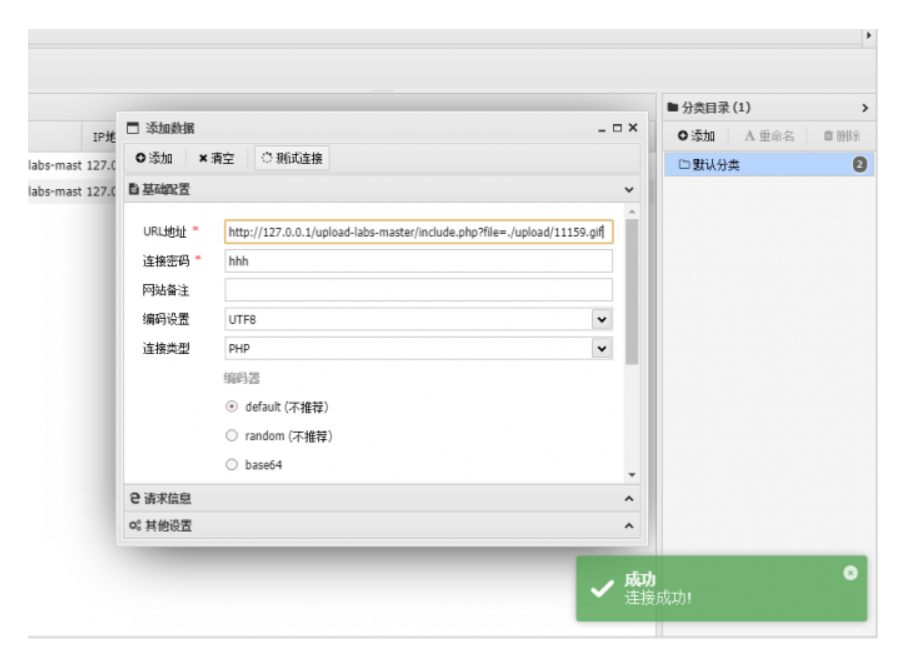 分类目录 (1)
添加数据
IP地
添加 重命名 删除
添加 清空 测试连接
labs-mast 127.0
默认分类 2
基础配置
labs-mast 127.0
URL地址 * http://127.0.0.1/upload-labs-master/include.php?file=./upload/11159.gif
连接密码 * hhh
网站备注
编码设置 UTF8
连接类型 PHP
编码器
default (不推荐)
random (不推荐)
base64
请求信息
其他设置
成功
连接成功!